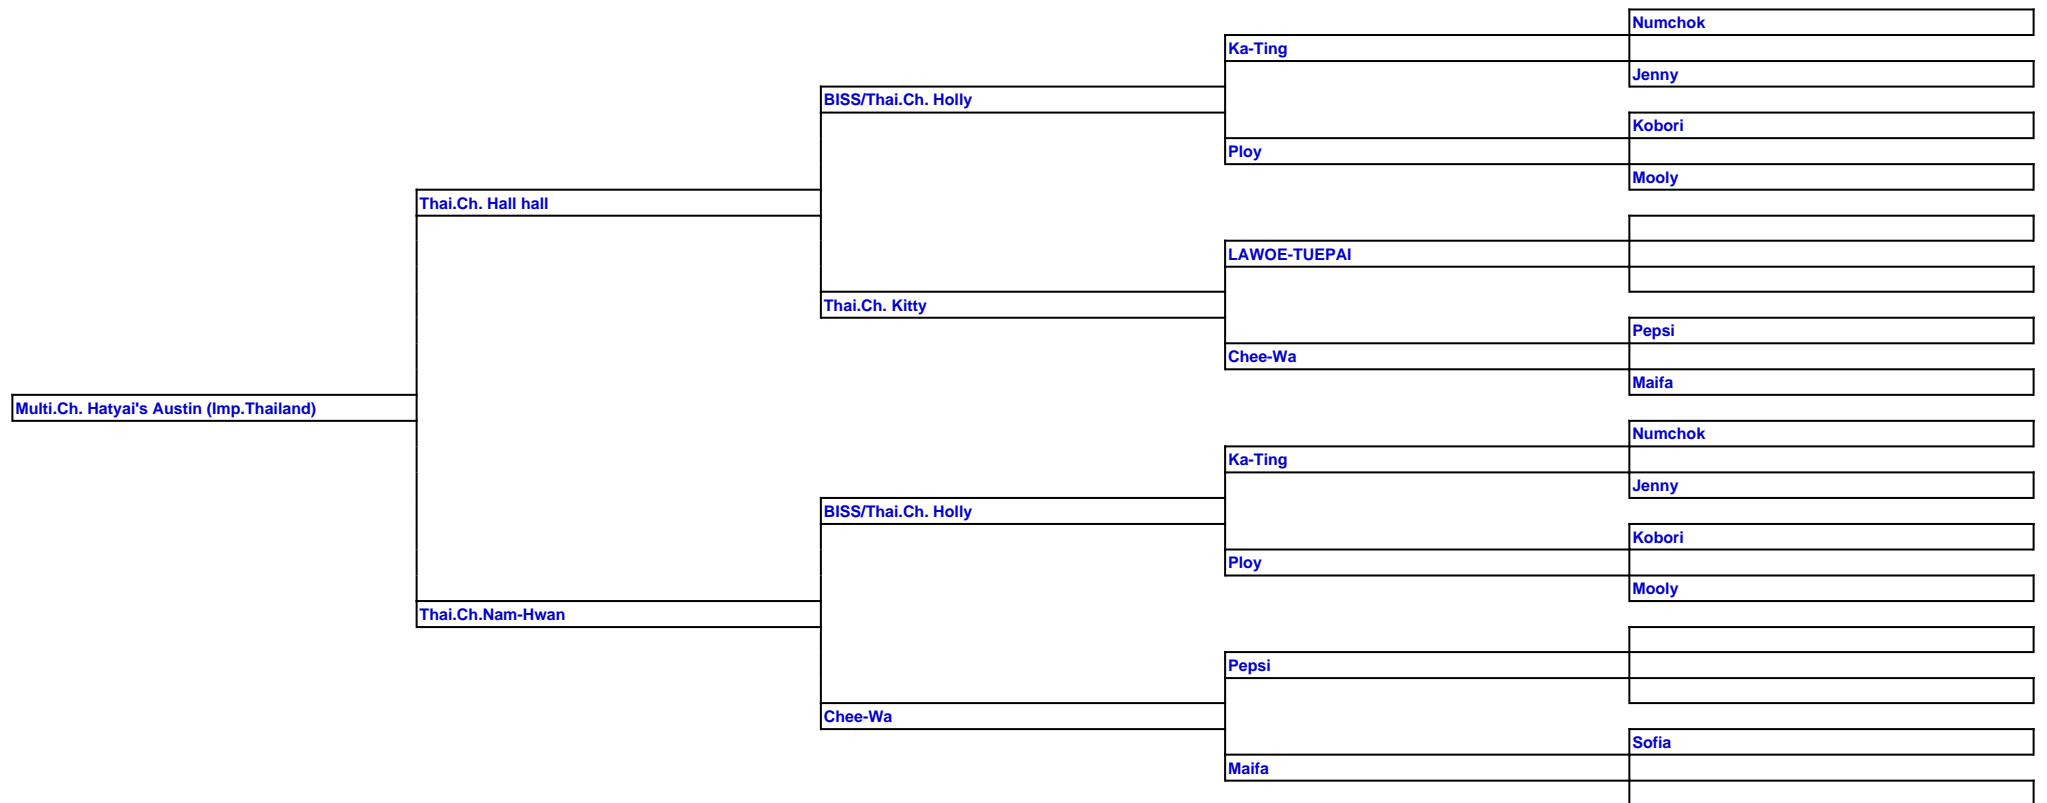 Numchok
Ka-Ting
Jenny
BISS/Thai.Ch. Holly
Kobori
Ploy
Mooly
Thai.Ch. Hall hall
LAWOE-TUEPAI
Thai.Ch. Kitty
Pepsi
Chee-Wa
Maifa
Multi.Ch. Hatyai's Austin (Imp.Thailand)
Numchok
Ka-Ting
Jenny
BISS/Thai.Ch. Holly
Kobori
Ploy
Mooly
Thai.Ch.Nam-Hwan
Pepsi
Chee-Wa
Sofia
Maifa